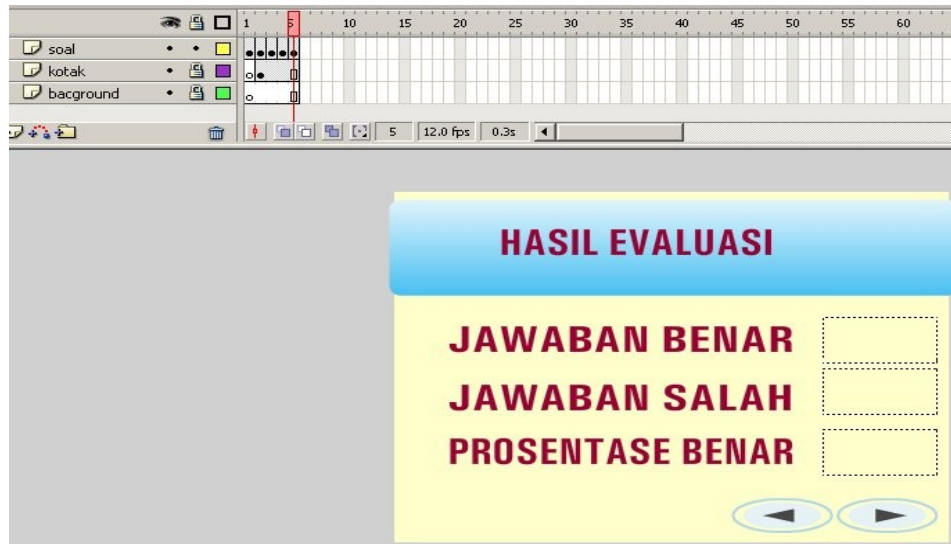 1 5 10 15 20 25 30 35 40 45 50 55 60
soal
kotak
bacground
5 12.0 fps 0.3s
HASIL EVALUASI
JAWABAN BENAR
JAWABAN SALAH
PROSENTASE BENAR